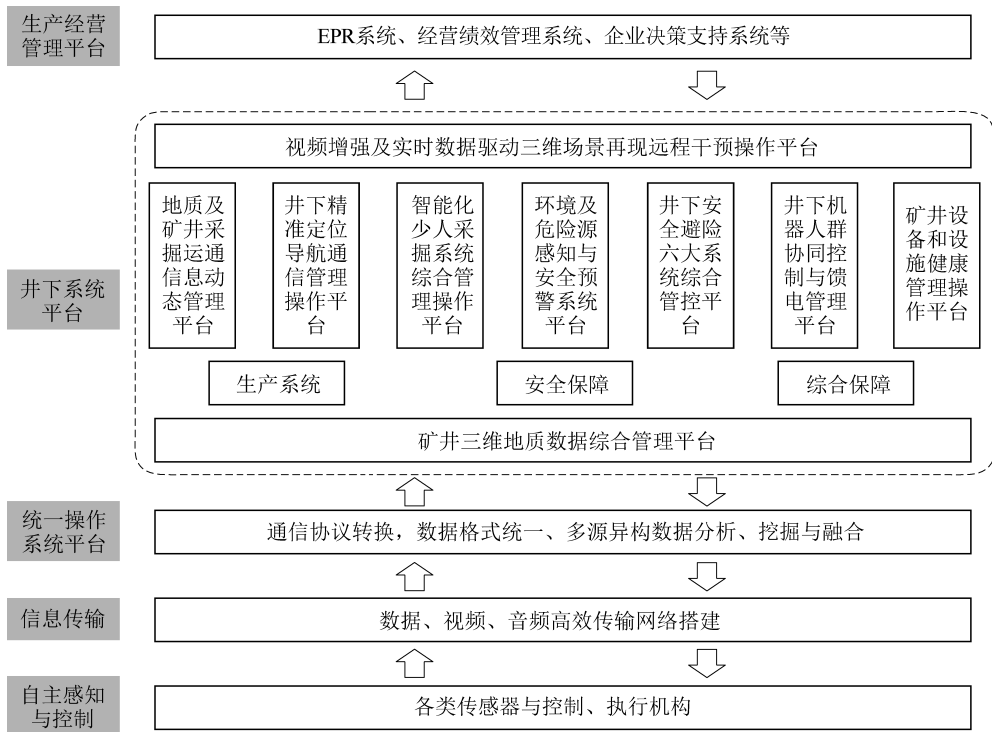 生产经营
管理平台
EPR系统、经营绩效管理系统、企业决策支持系统等
视频增强及实时数据驱动三维场景再现远程干预操作平台
井下系统
平台
地质及
矿井采
掘运通
信息动
态管理
平台
井下精
准定位
导航通
信管理
操作平
台
智能化
少人采
掘系统
综合管
理操作
平台
环境及
危险源
感知与
安全预
警系统
平台
井下安
全避险
六大系
统综合
管控平
台
井下机
器人群
协同控
制与馈
电管理
平台
矿井设
备和设
施健康
管理操
作平台
生产系统
安全保障
综合保障
矿井三维地质数据综合管理平台
统一操作
系统平台
通信协议转换，数据格式统一、多源异构数据分析、挖掘与融合
信息传输
数据、视频、音频高效传输网络搭建
自主感知
与控制
各类传感器与控制、执行机构